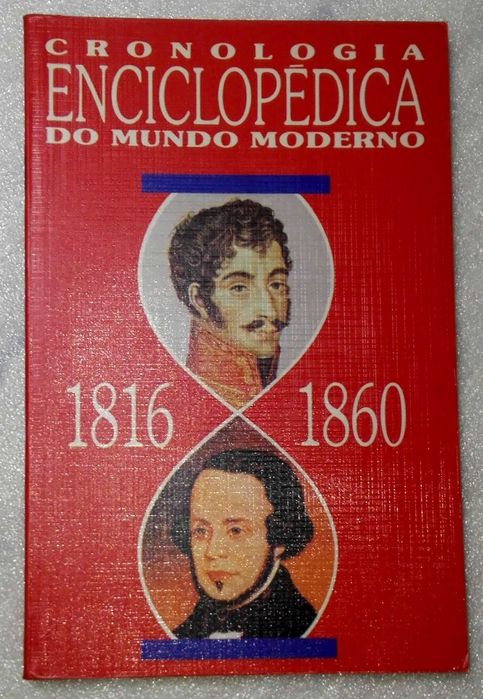 CRONOLOGIA
ENCICLOPÉDICA
DO MUNDO MODERNO
1816 1860